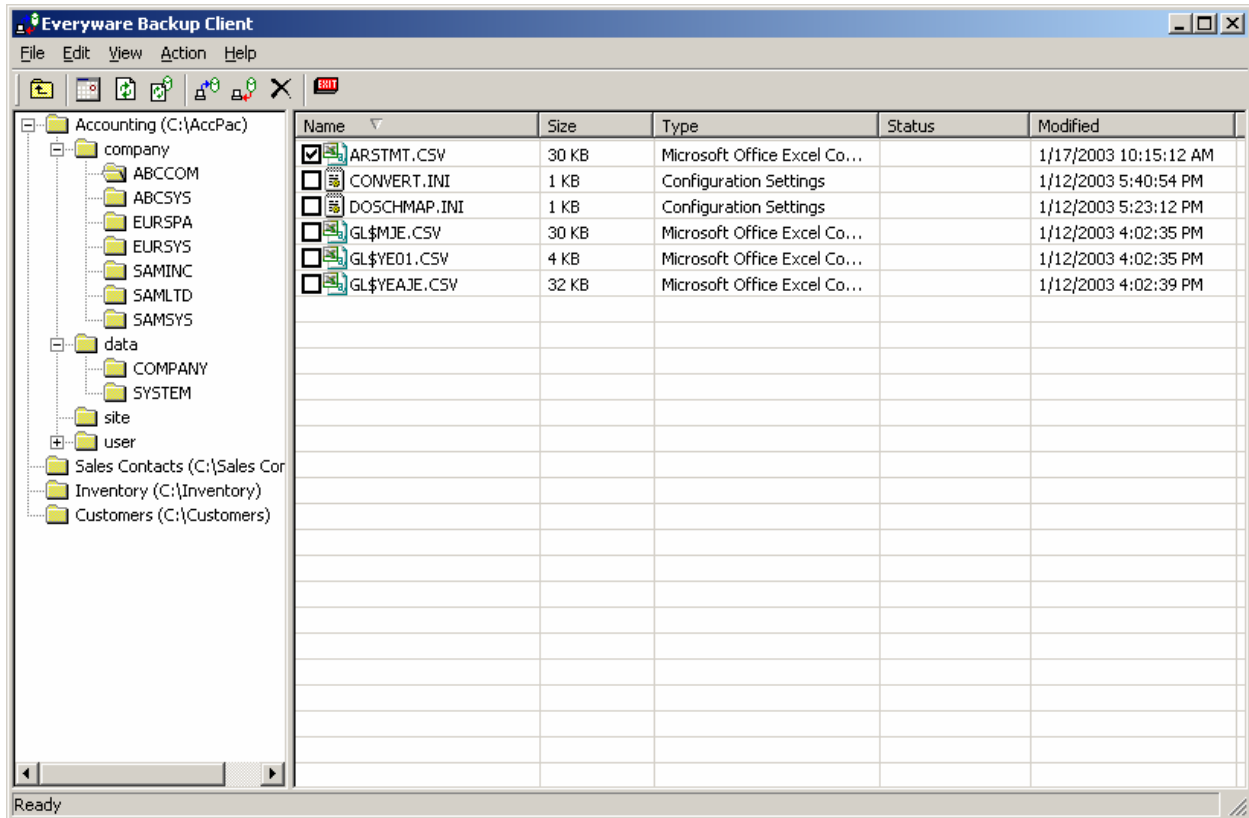 Everyware Backup Client
File Edit View Action Help
EXIT
Accounting (C:\AccPac)
company
ABCCOM
ABCSYS
EURSPA
EURSYS
SAMINC
SAMLTD
SAMSYS
data
COMPANY
SYSTEM
site
user
Sales Contacts (C:\Sales Cor
Inventory (C:\Inventory)
Customers (C:\Customers)
Name Size Type Status Modified
ARSTMT.CSV 30 KB Microsoft Office Excel Co... 1/17/2003 10:15:12 AM
CONVERT.INI 1 KB Configuration Settings 1/12/2003 5:40:54 PM
DOSCHMAP.INI 1 KB Configuration Settings 1/12/2003 5:23:12 PM
GL$MJE.CSV 30 KB Microsoft Office Excel Co... 1/12/2003 4:02:35 PM
GL$YE01.CSV 4 KB Microsoft Office Excel Co... 1/12/2003 4:02:35 PM
GL$YEAJE.CSV 32 KB Microsoft Office Excel Co... 1/12/2003 4:02:39 PM
Ready